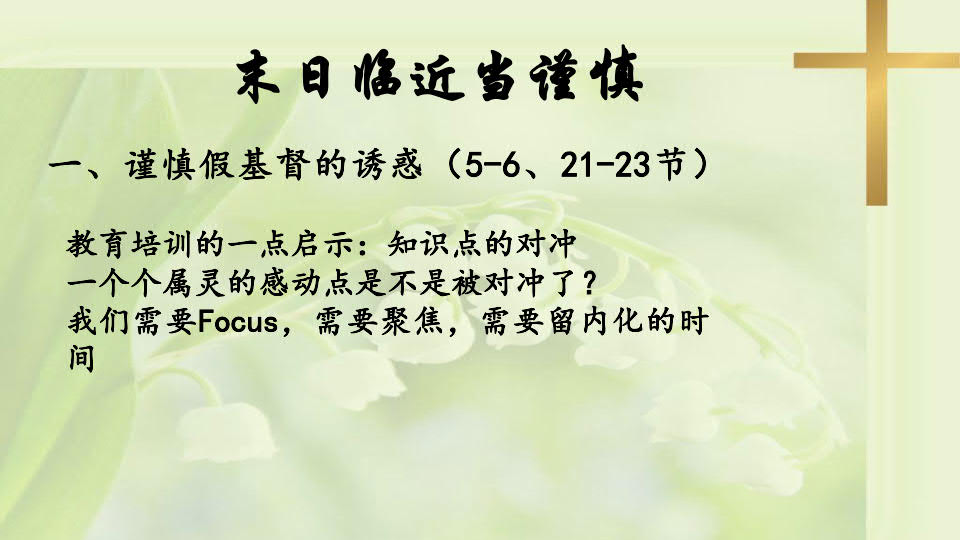 末日临近当谨慎
一、谨慎假基督的诱惑（5-6、21-23节）
教育培训的一点启示：知识点的对冲
一个个属灵的感动点是不是被对冲了？
我们需要Focus，需要聚焦，需要留内化的时
间